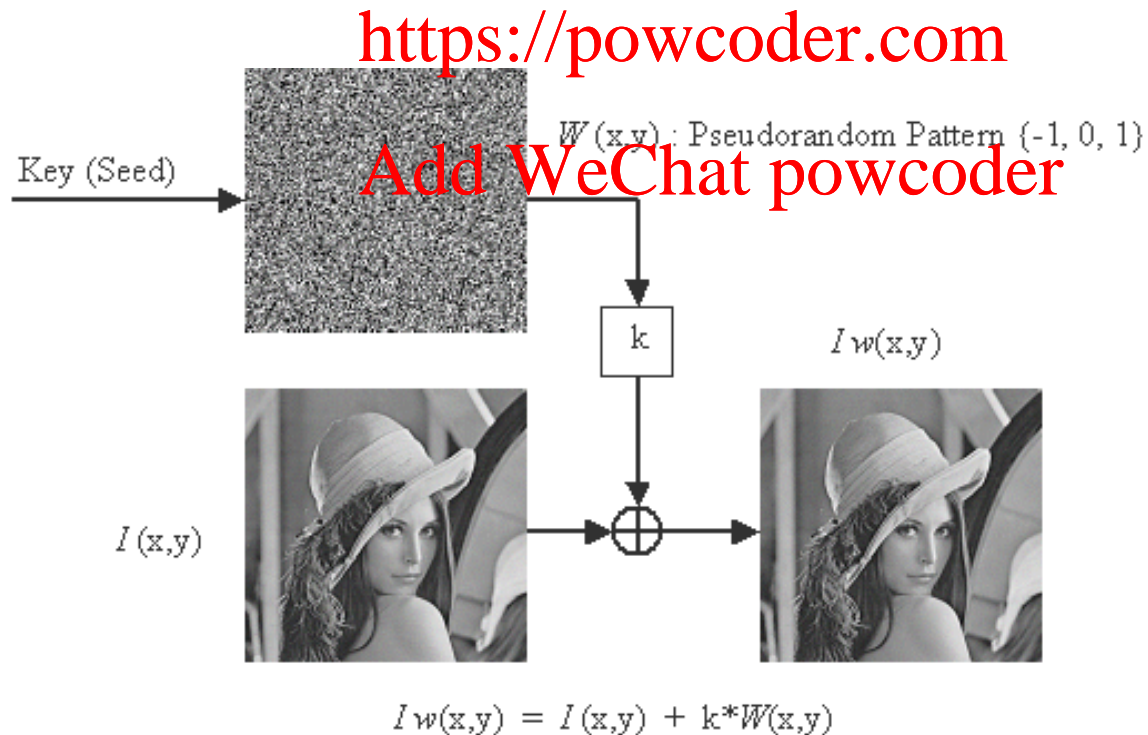 https://powcoder.com
W (x,y) : Pseudorandom Pattern {-1, 0, 1}
Key (Seed)
Add WeChat powcoder
k
I w(x,y)
I (x,y)
I w(x,y) = I (x,y) + k*W(x,y)